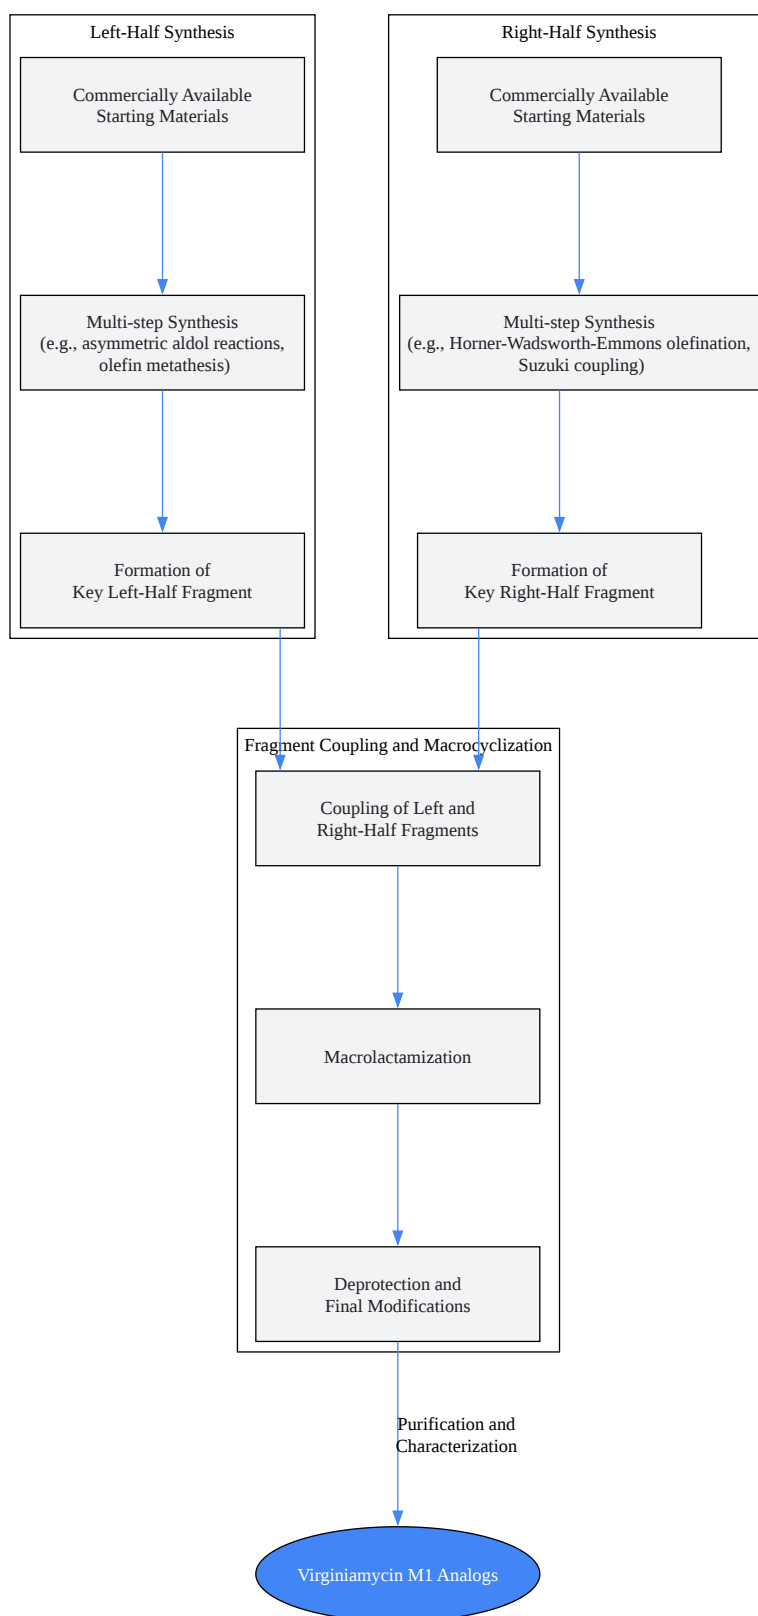 Left-Half Synthesis
Commercially Available
Starting Materials
Multi-step Synthesis
(e.g., asymmetric aldol reactions,
olefin metathesis)
Formation of
Key Left-Half Fragment
Right-Half Synthesis
Commercially Available
Starting Materials
Multi-step Synthesis
(e.g., Horner-Wadsworth-Emmons olefination,
Suzuki coupling)
Formation of
Key Right-Half Fragment
Fragment Coupling and Macrocyclization
Coupling of Left and
Right-Half Fragments
Macrolactamization
Deprotection and
Final Modifications
Purification and
Characterization
Virginiamycin M1 Analogs